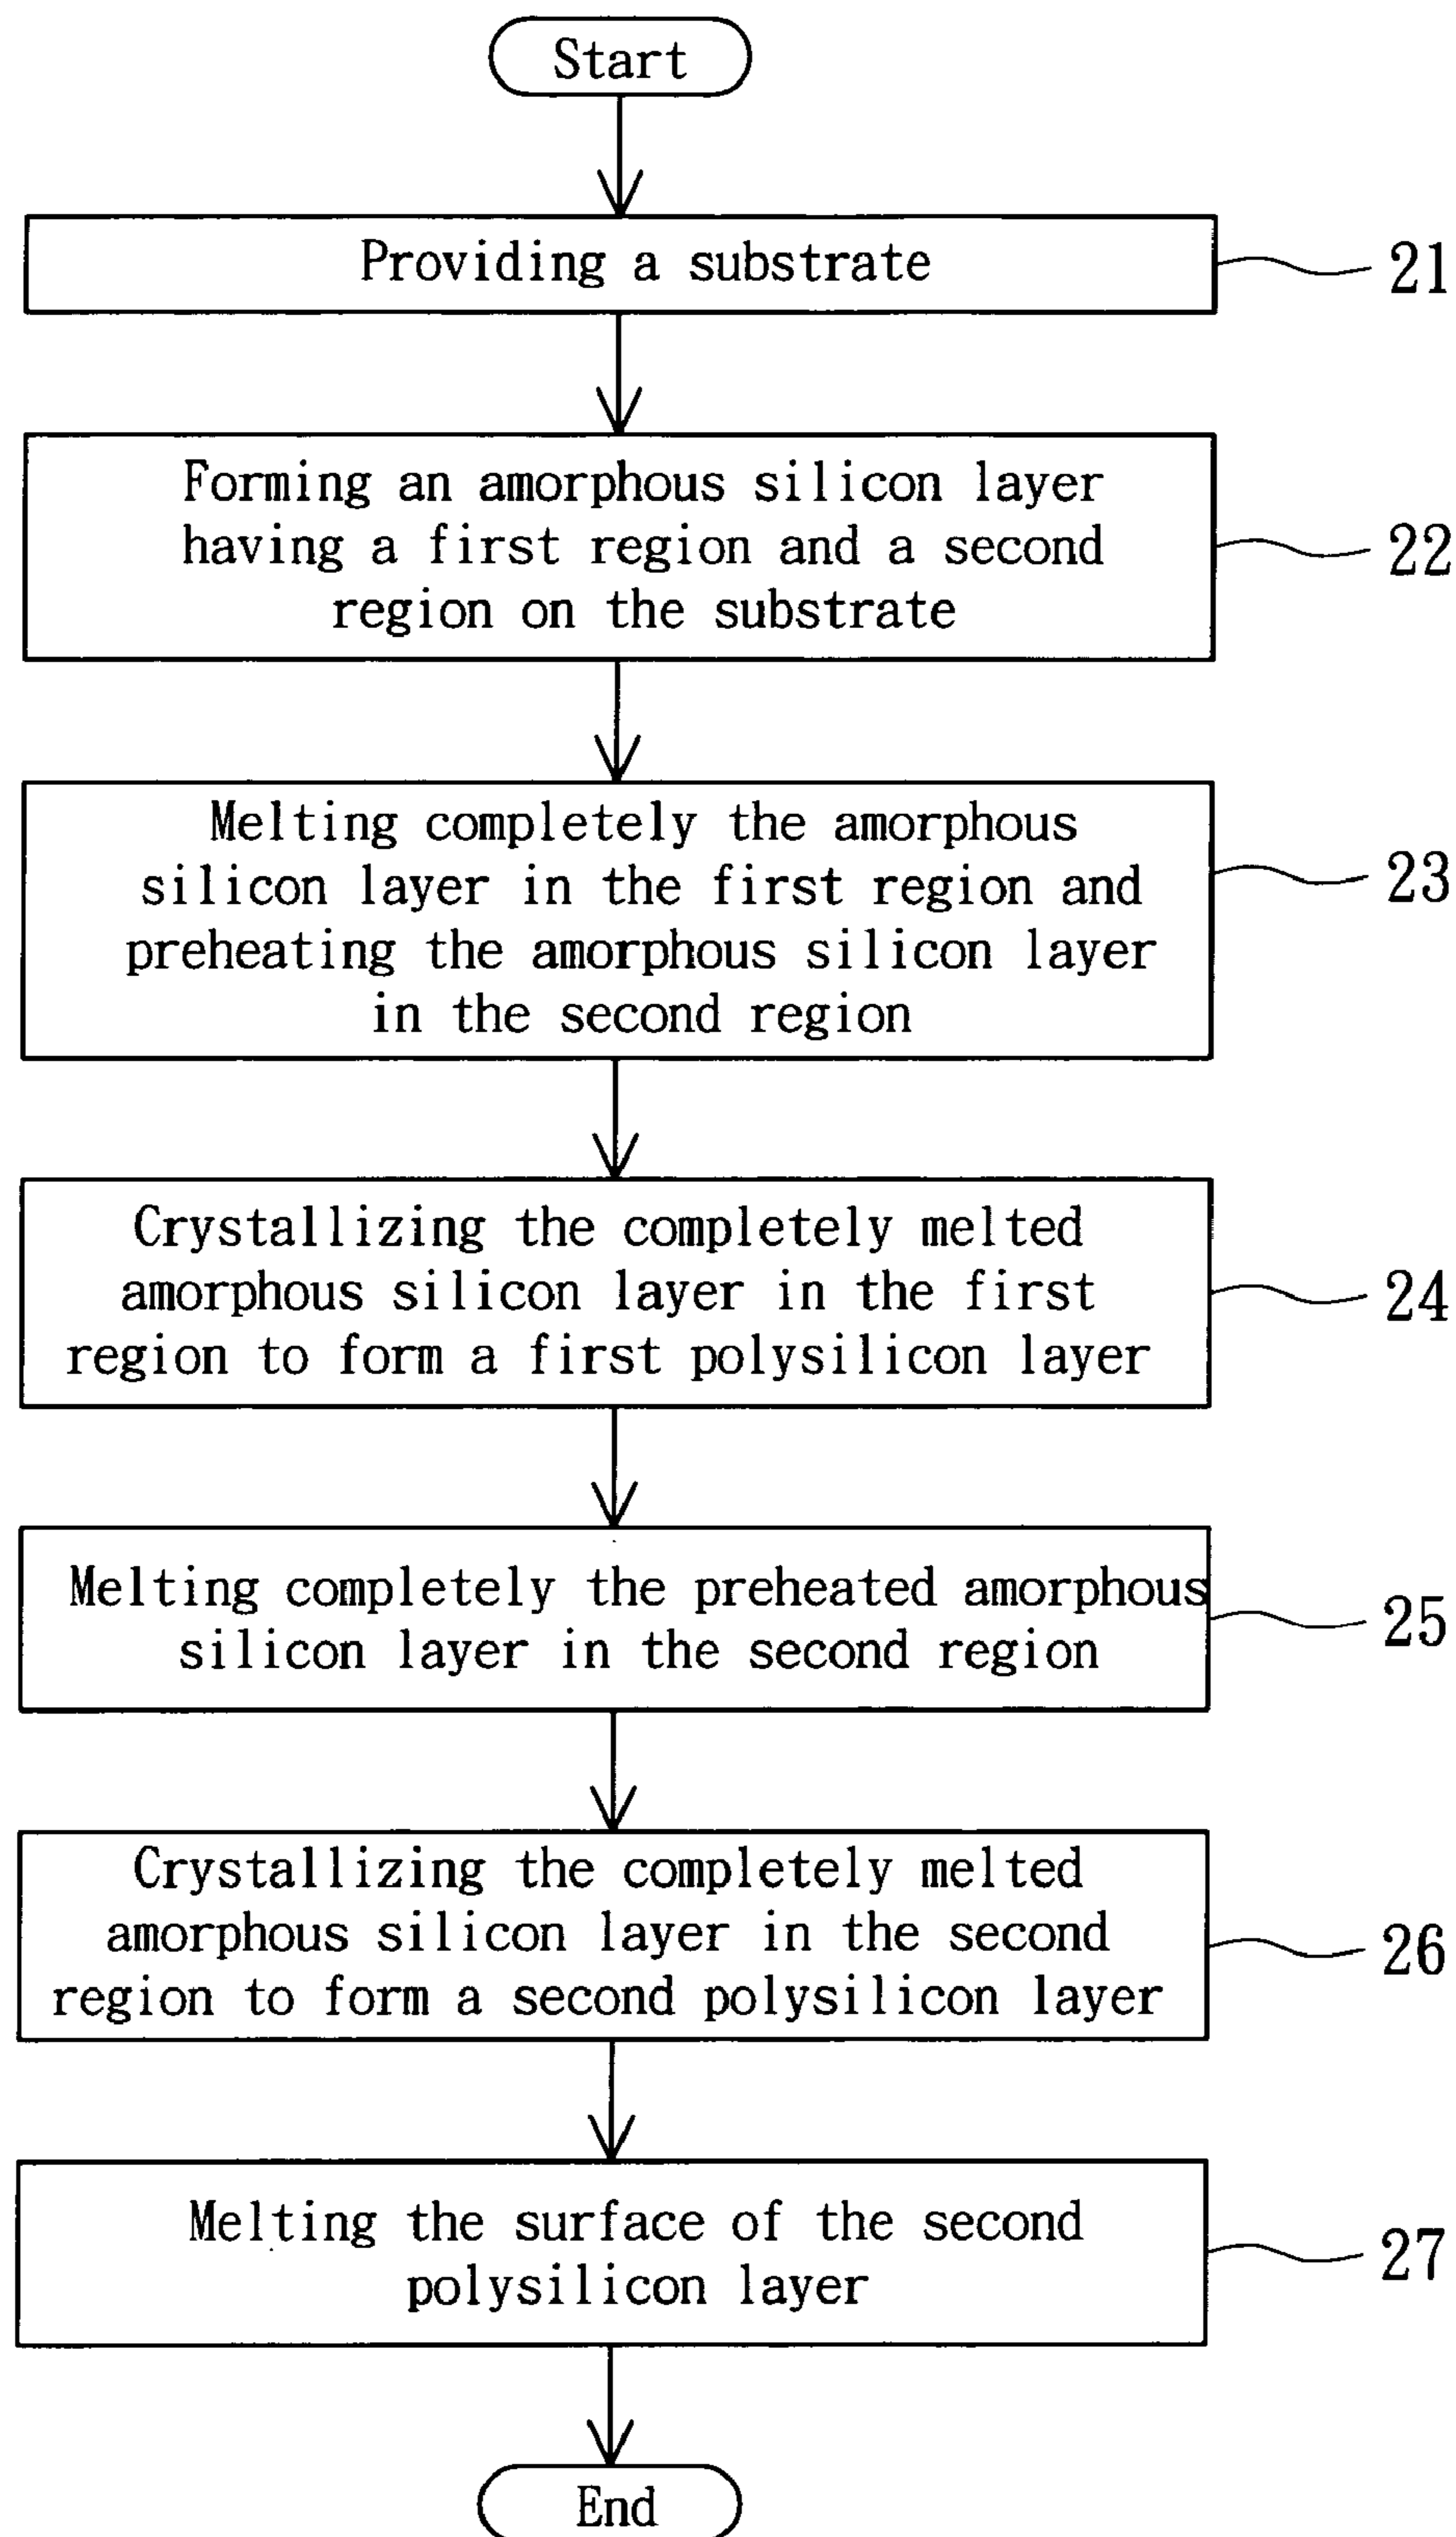 Start
Providing a substrate
21
Forming an amorphous silicon layer
having a first region and a second
region on the substrate
22
Melting completely the amorphous
silicon layer in the first region and
preheating the amorphous silicon layer
in the second region
23
Crystallizing the completely melted
amorphous silicon layer in the first
region to form a first polysilicon layer
24
Melting completely the preheated amorphous
silicon layer in the second region
25
Crystallizing the completely melted
amorphous silicon layer in the second
region to form a second polysilicon layer
26
Melting the surface of the second
polysilicon layer
27
End